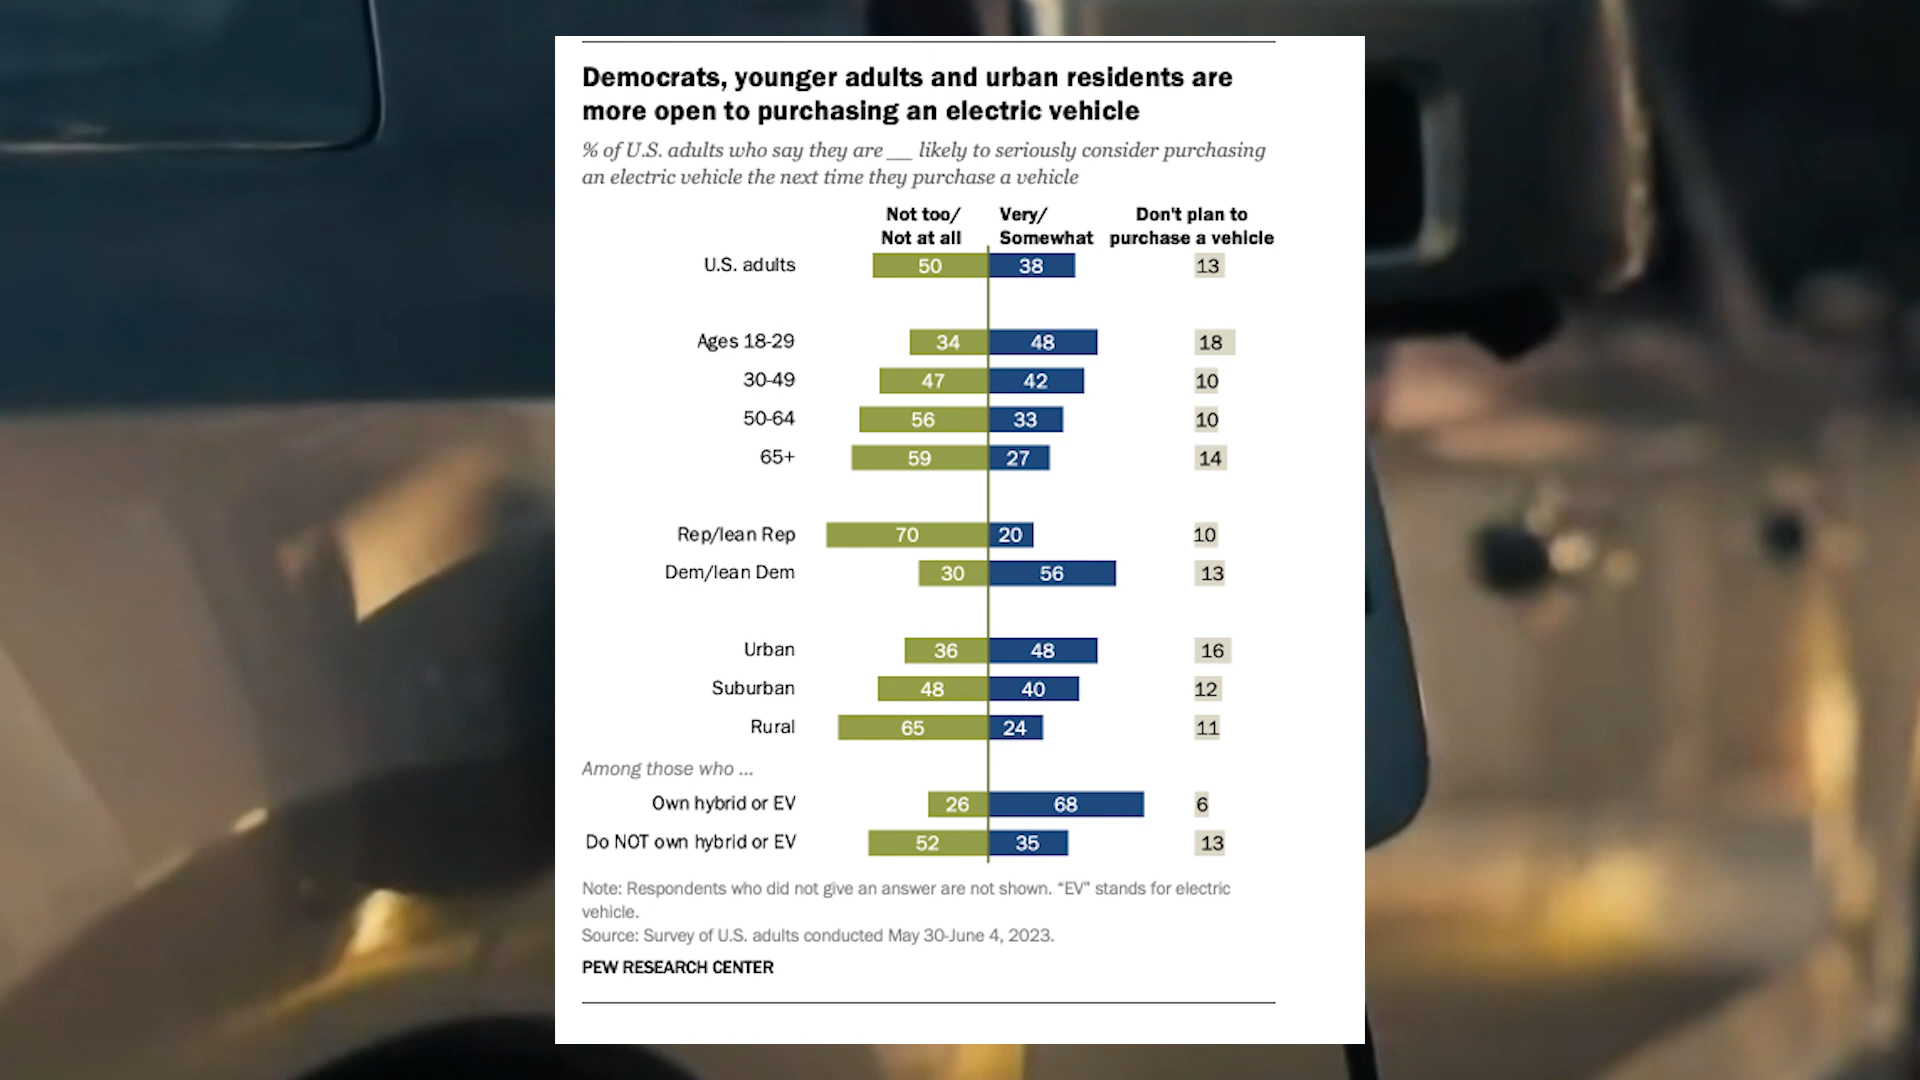 Democrats, younger adults and urban residents are
more open to purchasing an electric vehicle
% of U.S. adults who say they are __ likely to seriously consider purchasing
an electric vehicle the next time they purchase a vehicle
Not too/ Very/ Don't plan to
Not at all Somewhat purchase a vehicle
U.S. adults 50 38 13
Ages 18-29 34 48 18
30-49 47 42 10
50-64 56 33 10
65+ 59 27 14
Rep/lean Rep 70 20 10
Dem/lean Dem 30 56 13
Urban 36 48 16
Suburban 48 40 12
Rural 65 24 11
Among those who ...
Own hybrid or EV 26 68 6
Do NOT own hybrid or EV 52 35 13
Note: Respondents who did not give an answer are not shown. “EV” stands for electric
vehicle.
Source: Survey of U.S. adults conducted May 30-June 4, 2023.
PEW RESEARCH CENTER